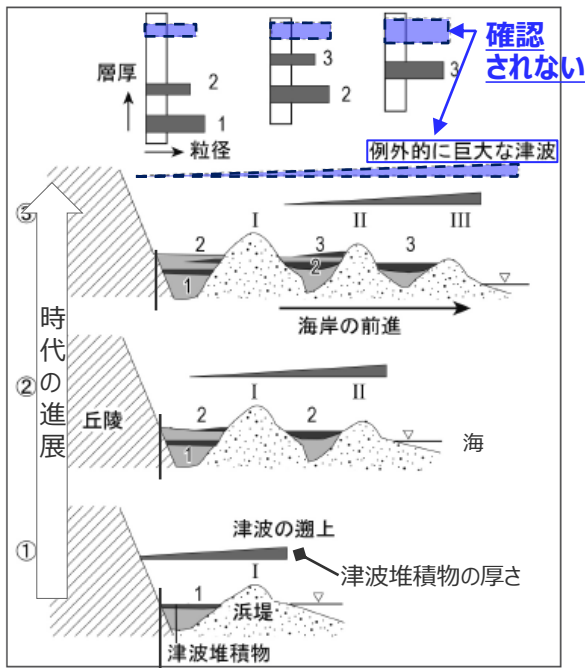 確認
されない
層厚
2
1
粒径
3
2
3
例外的に巨大な津波
③
I
II
III
2
3
3
1
2
海岸の前進
時代の進展
②
I
II
丘陵
2
2
1
海
①
津波の遡上
I
津波堆積物の厚さ
1
浜堤
津波堆積物